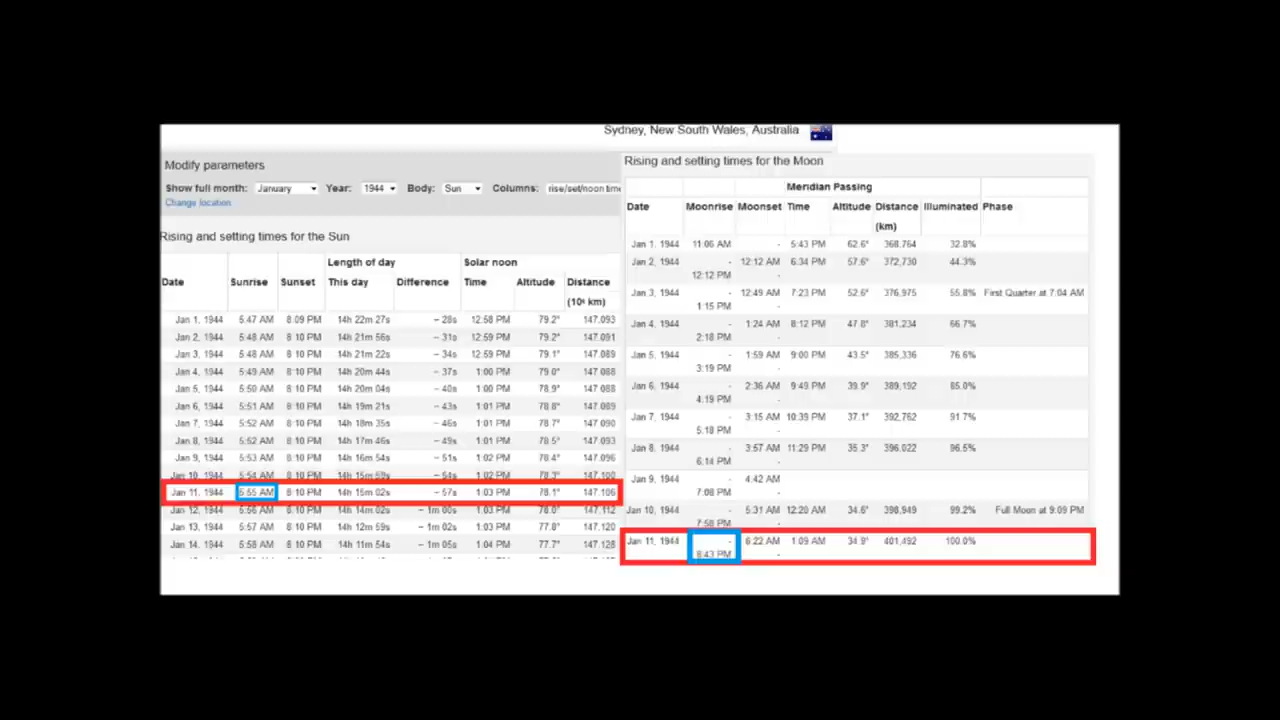 Sydney, New South Wales, Australia
Modify parameters
Show full month: January Year: 1944 Body: Sun Columns: rise/set/noon time
Change location
Rising and setting times for the Sun
Length of day Solar noon
Date Sunrise Sunset This day Difference Time Altitude Distance
(10⁶ km)
Jan 1, 1944 5:47 AM 8:09 PM 14h 22m 27s − 28s 12:58 PM 79.2° 147.093
Jan 2, 1944 5:48 AM 8:10 PM 14h 21m 56s − 31s 12:59 PM 79.2° 147.091
Jan 3, 1944 5:48 AM 8:10 PM 14h 21m 22s − 34s 12:59 PM 79.1° 147.089
Jan 4, 1944 5:49 AM 8:10 PM 14h 20m 44s − 37s 1:00 PM 79.0° 147.088
Jan 5, 1944 5:50 AM 8:10 PM 14h 20m 04s − 40s 1:00 PM 78.9° 147.088
Jan 6, 1944 5:51 AM 8:10 PM 14h 19m 21s − 43s 1:01 PM 78.8° 147.089
Jan 7, 1944 5:52 AM 8:10 PM 14h 18m 35s − 46s 1:01 PM 78.7° 147.090
Jan 8, 1944 5:52 AM 8:10 PM 14h 17m 46s − 49s 1:01 PM 78.5° 147.093
Jan 9, 1944 5:53 AM 8:10 PM 14h 16m 54s − 51s 1:02 PM 78.4° 147.096
Jan 10, 1944 5:54 AM 8:10 PM 14h 15m 59s − 54s 1:02 PM 78.3° 147.100
Jan 11, 1944 5:55 AM 8:10 PM 14h 15m 02s − 57s 1:03 PM 78.1° 147.106
Jan 12, 1944 5:56 AM 8:10 PM 14h 14m 02s − 1m 00s 1:03 PM 78.0° 147.112
Jan 13, 1944 5:57 AM 8:10 PM 14h 12m 59s − 1m 02s 1:03 PM 77.8° 147.120
Jan 14, 1944 5:58 AM 8:10 PM 14h 11m 54s − 1m 05s 1:04 PM 77.7° 147.128
Rising and setting times for the Moon
Meridian Passing
Date Moonrise Moonset Time Altitude Distance Illuminated Phase
(km)
Jan 1, 1944 11:06 AM - 5:43 PM 62.6° 368,764 32.8%
Jan 2, 1944 - 12:12 AM 6:34 PM 57.6° 372,730 44.3%
12:12 PM -
Jan 3, 1944 - 12:49 AM 7:23 PM 52.6° 376,975 55.8% First Quarter at 7:04 AM
1:15 PM -
Jan 4, 1944 - 1:24 AM 8:12 PM 47.8° 381,234 66.7%
2:18 PM -
Jan 5, 1944 - 1:59 AM 9:00 PM 43.5° 385,336 76.6%
3:19 PM -
Jan 6, 1944 - 2:36 AM 9:49 PM 39.9° 389,192 85.0%
4:19 PM -
Jan 7, 1944 - 3:15 AM 10:39 PM 37.1° 392,762 91.7%
5:18 PM -
Jan 8, 1944 - 3:57 AM 11:29 PM 35.3° 396,022 96.5%
6:14 PM -
Jan 9, 1944 - 4:42 AM
7:08 PM -
Jan 10, 1944 - 5:31 AM 12:20 AM 34.6° 398,949 99.2% Full Moon at 9:09 PM
7:58 PM -
Jan 11, 1944 - 6:22 AM 1:09 AM 34.9° 401,492 100.0%
8:43 PM -